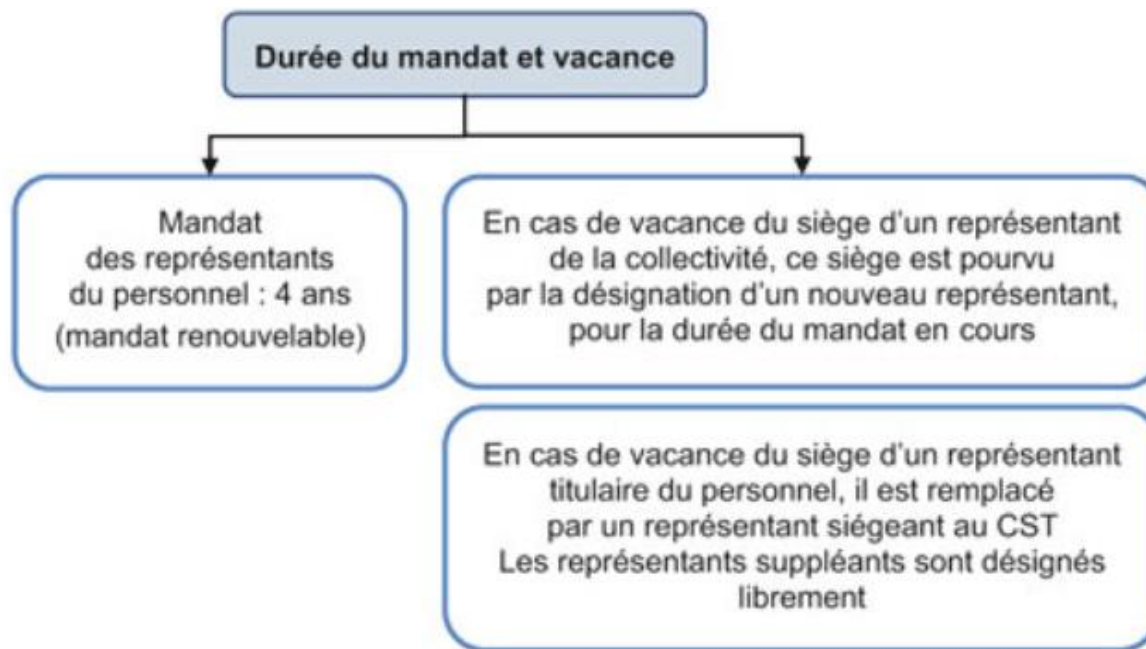 Durée du mandat et vacance
Mandat
des représentants
du personnel : 4 ans
(mandat renouvelable)
En cas de vacance du siège d'un représentant
de la collectivité, ce siège est pourvu
par la désignation d'un nouveau représentant,
pour la durée du mandat en cours
En cas de vacance du siège d'un représentant
titulaire du personnel, il est remplacé
par un représentant siégeant au CST
Les représentants suppléants sont désignés
librement